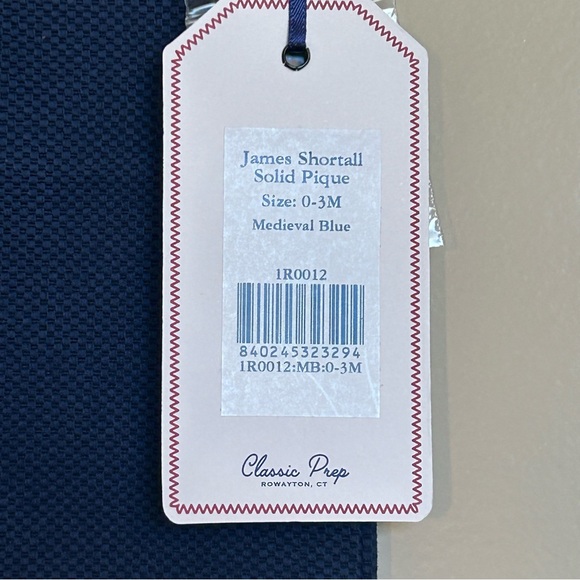 James Shortall
Solid Pique
Size: 0-3M
Medieval Blue
1R0012
840245323294
1R0012:MB:0-3M
Classic Prep
ROWAYTON, CT